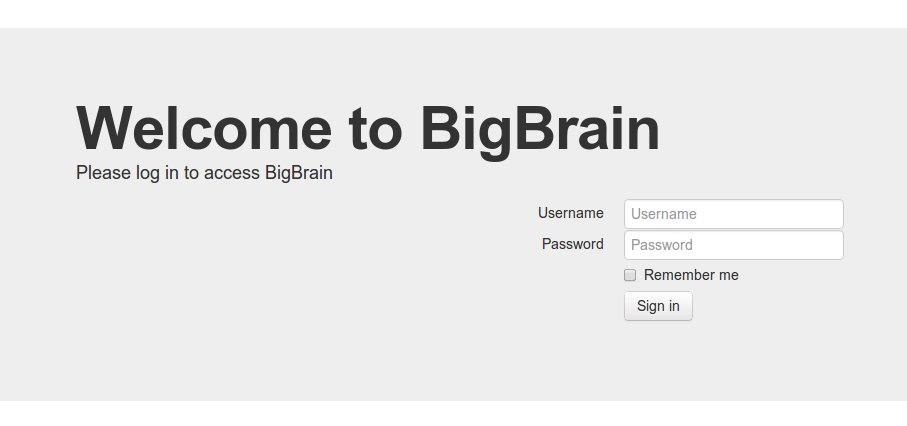 Welcome to BigBrain
Please log in to access BigBrain
Username Username
Password Password
Remember me
Sign in